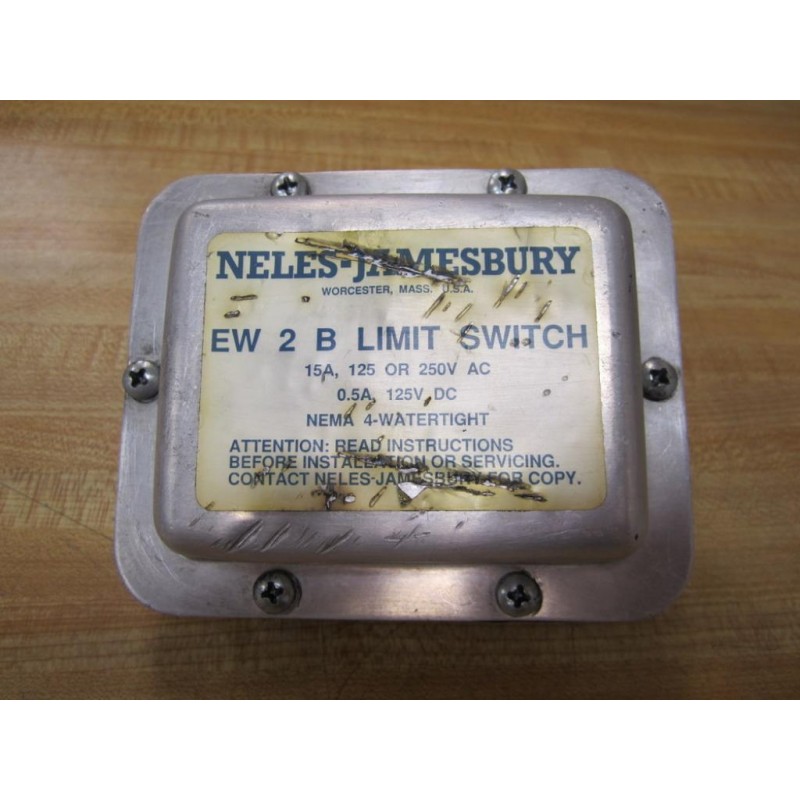 NELES-JAMESBURY
WORCESTER, MASS. U.S.A.
EW 2 B LIMIT SWITCH
15A, 125 OR 250V AC
0.5A, 125V DC
NEMA 4-WATERTIGHT
ATTENTION: READ INSTRUCTIONS
BEFORE INSTALLATION OR SERVICING.
CONTACT NELES-JAMESBURY FOR COPY.